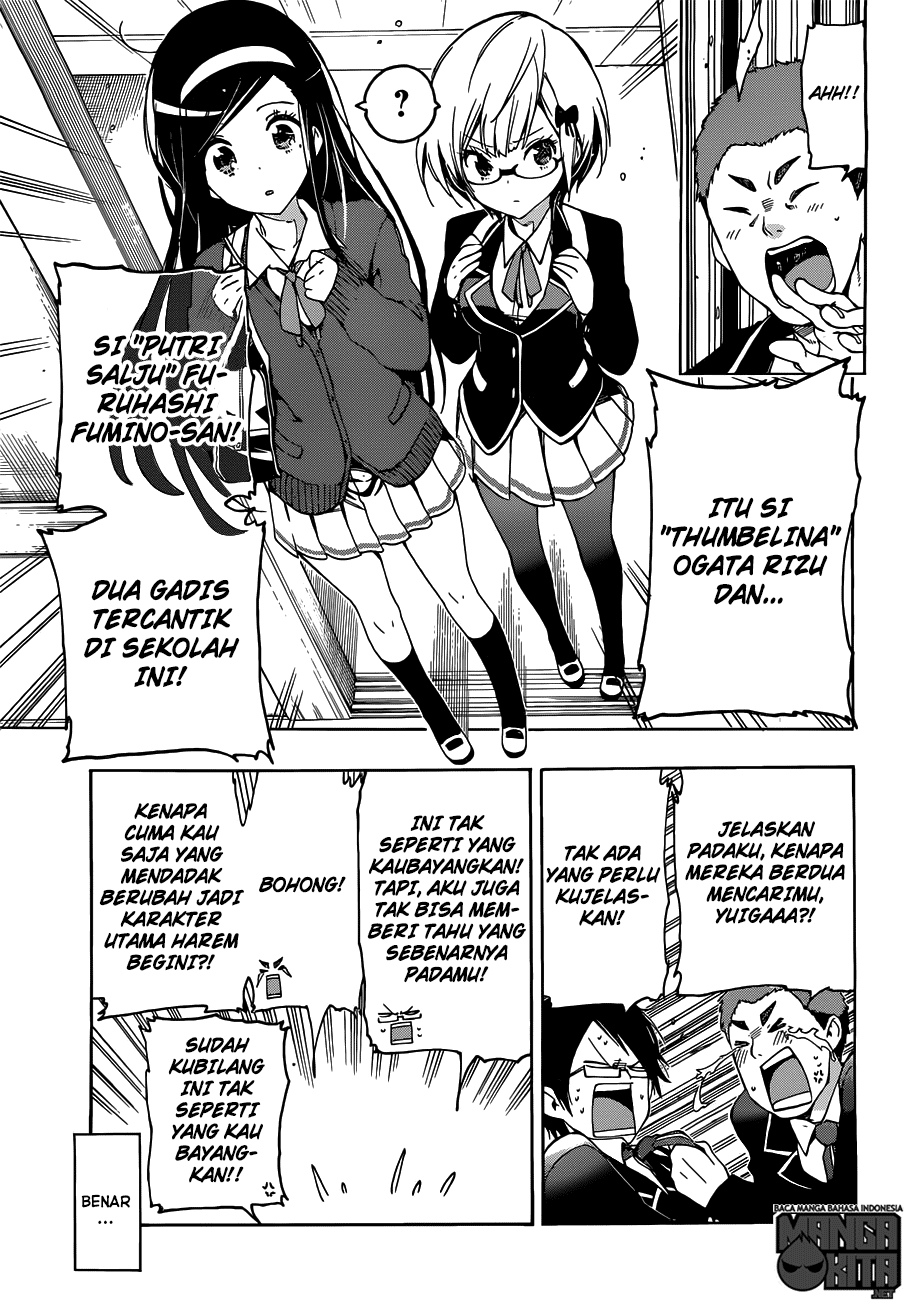 AHH!!
?
ITU SI
"THUMBELINA"
OGATA RIZU
DAN...
SI "PUTRI
SALJU" FU-
RUHASHI
FUMINO-SAN!
DUA GADIS
TERCANTIK
DI SEKOLAH
INI!
JELASKAN
PADAKU, KENAPA
MEREKA BERDUA
MENCARIMU,
YUIGAAA?!
TAK ADA
YANG PERLU
KUJELAS-
KAN!
INI TAK
SEPERTI YANG
KAUBAYANGKAN!
TAPI, AKU JUGA
TAK BISA MEM-
BERI TAHU YANG
SEBENARNYA
PADAMU!
BOHONG!
KENAPA
CUMA KAU
SAJA YANG
MENDADAK
BERUBAH JADI
KARAKTER
UTAMA HAREM
BEGINI?!
SUDAH
KUBILANG
INI TAK
SEPERTI
YANG KAU
BAYANG-
KAN!!
BENAR
...
BACA MANGA BAHASA INDONESIA
MANGA
KITA
.NET